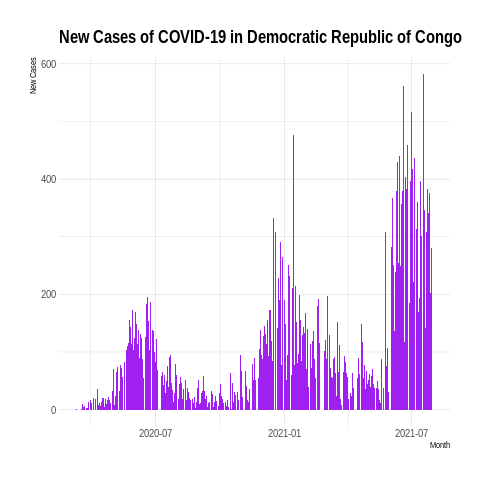 New Cases of COVID-19 in Democratic Republic of Congo
New Cases
600
400
200
0
2020-07 2021-01 2021-07
Month